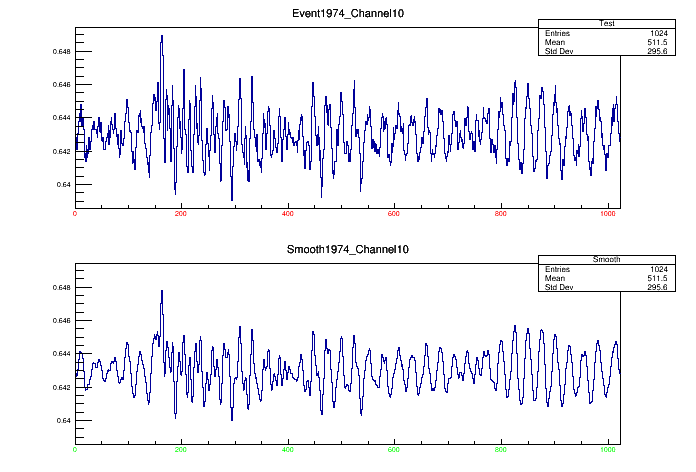 Event1974_Channel10
Test
Entries 1024
Mean 511.5
Std Dev 295.6
0.648
0.646
0.644
0.642
0.64
0 200 400 600 800 1000
Smooth1974_Channel10
Smooth
Entries 1024
Mean 511.5
Std Dev 295.6
0.648
0.646
0.644
0.642
0.64
0 200 400 600 800 1000